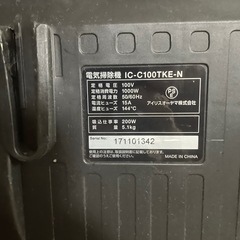 電気掃除機 IC-C100TKE-N
定格電圧 100V
定格消費電力 1000W
定格周波数 50/60Hz
電流ヒューズ 15A
温度ヒューズ 144℃
PSE
アイリスオーヤマ株式会社
吸込仕事率 200W
質量 5.1kg
Serial No.:
171101342
MADE IN CHINA